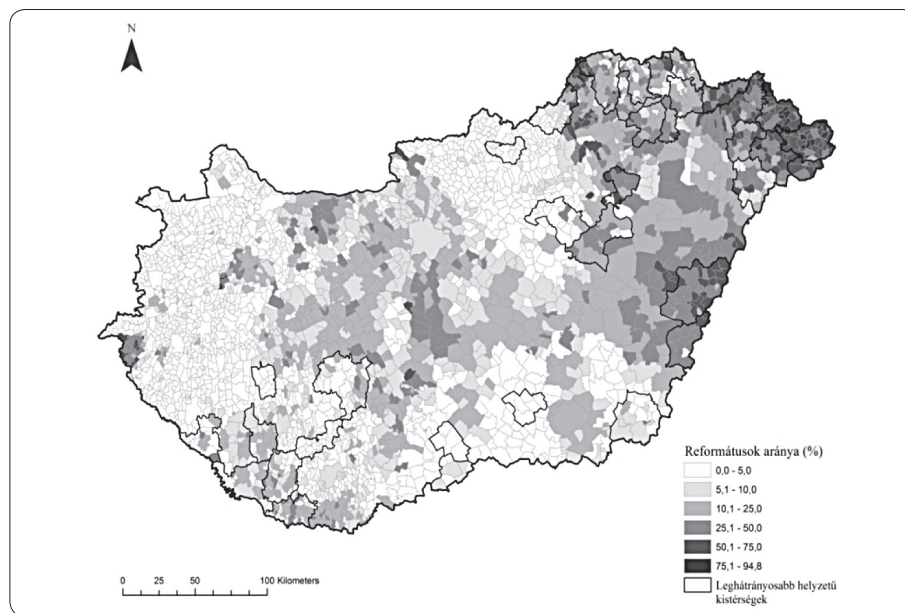 N
Reformátusok aránya (%)
0,0 - 5,0
5,1 - 10,0
10,1 - 25,0
25,1 - 50,0
50,1 - 75,0
75,1 - 94,8
Leghátrányosabb helyzetű
kistérségek
0 25 50 100 Kilometers